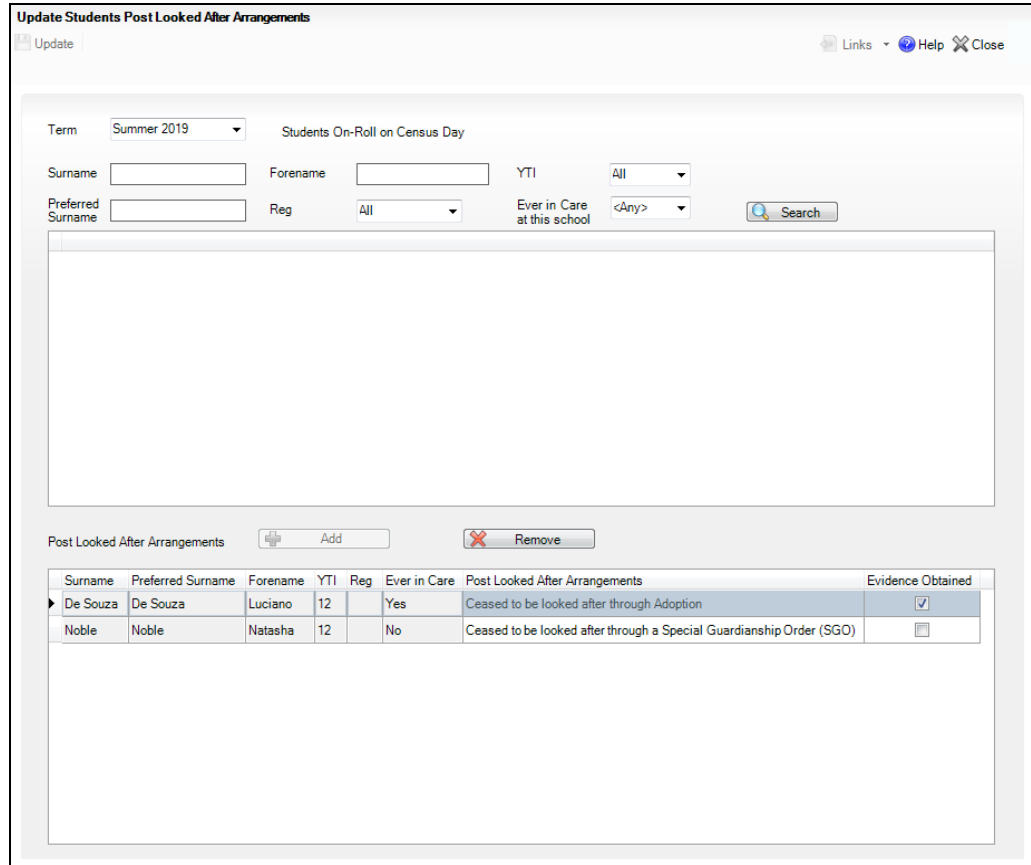 Update Students Post Looked After Arrangements
Update Links Help Close
Term Summer 2019 Students On-Roll on Census Day
Surname Forename YTI All
Preferred Surname Reg All Ever in Care at this school <Any> Search
Post Looked After Arrangements Add Remove
Surname Preferred Surname Forename YTI Reg Ever in Care Post Looked After Arrangements Evidence Obtained
De Souza De Souza Luciano 12 Yes Ceased to be looked after through Adoption
Noble Noble Natasha 12 No Ceased to be looked after through a Special Guardianship Order (SGO)